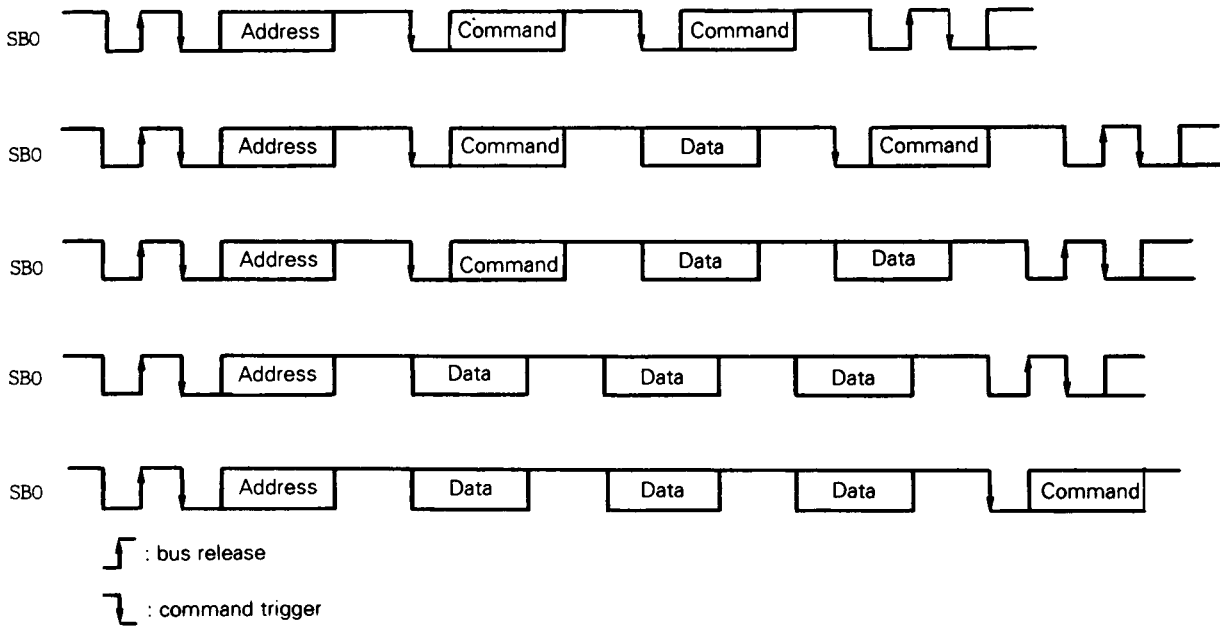 SBO Address Command Command
SBO Address Command Data Command
SBO Address Command Data Data
SBO Address Data Data Data
SBO Address Data Data Data Command
: bus release
: command trigger